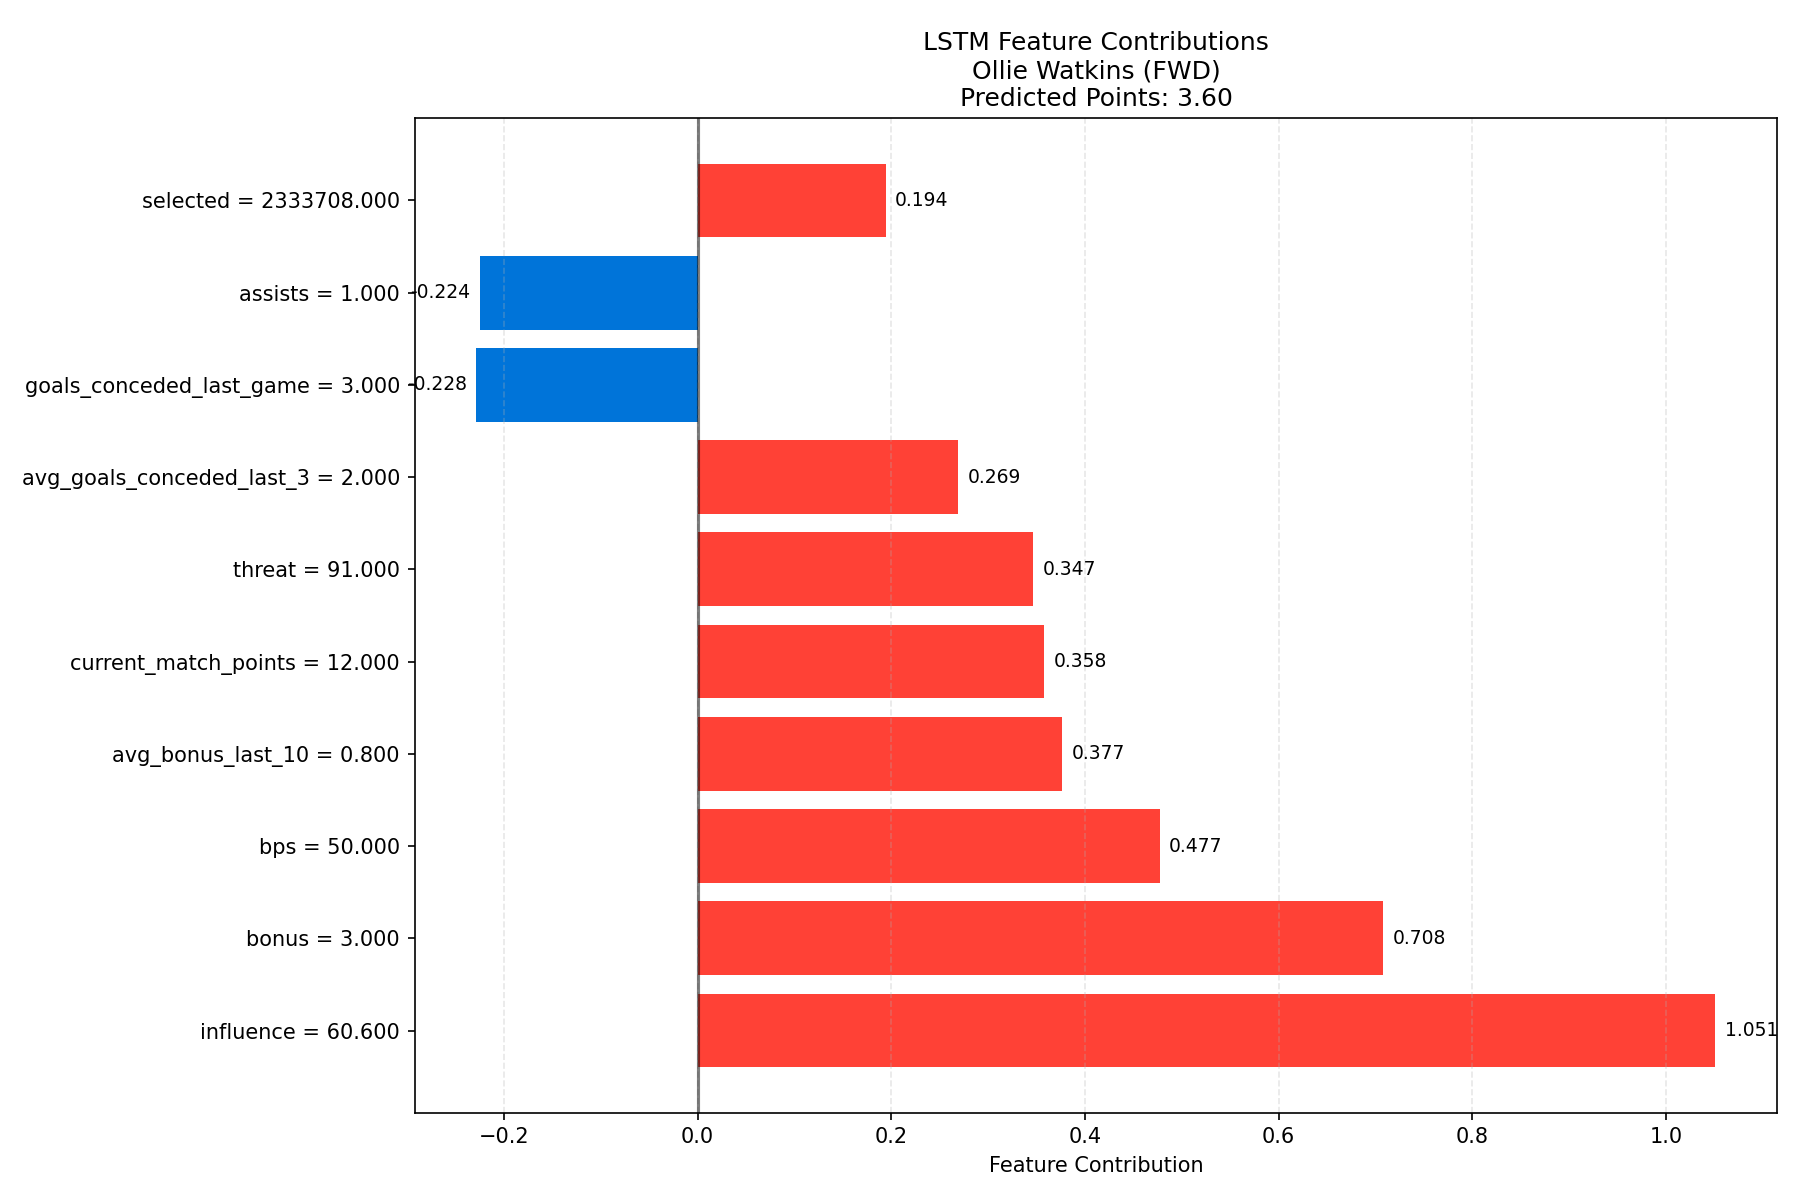 LSTM Feature Contributions
Ollie Watkins (FWD)
Predicted Points: 3.60
selected = 2333708.000
0.194
assists = 1.000
-0.224
goals_conceded_last_game = 3.000
-0.228
avg_goals_conceded_last_3 = 2.000
0.269
threat = 91.000
0.347
current_match_points = 12.000
0.358
avg_bonus_last_10 = 0.800
0.377
bps = 50.000
0.477
bonus = 3.000
0.708
influence = 60.600
1.051
−0.2 0.0 0.2 0.4 0.6 0.8 1.0
Feature Contribution